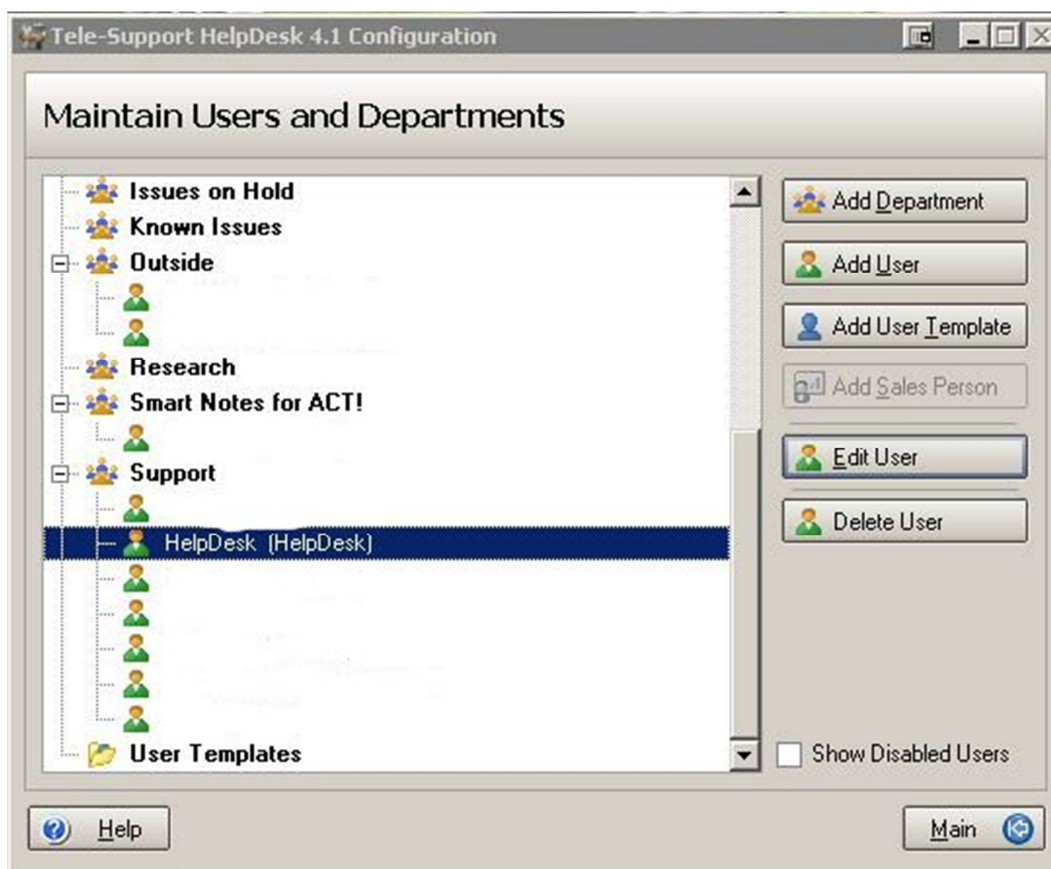 Tele-Support HelpDesk 4.1 Configuration
Maintain Users and Departments
Issues on Hold
Known Issues
Outside
Research
Smart Notes for ACT!
Support
HelpDesk (HelpDesk)
User Templates
Add Department
Add User
Add User Template
Add Sales Person
Edit User
Delete User
Show Disabled Users
Help
Main